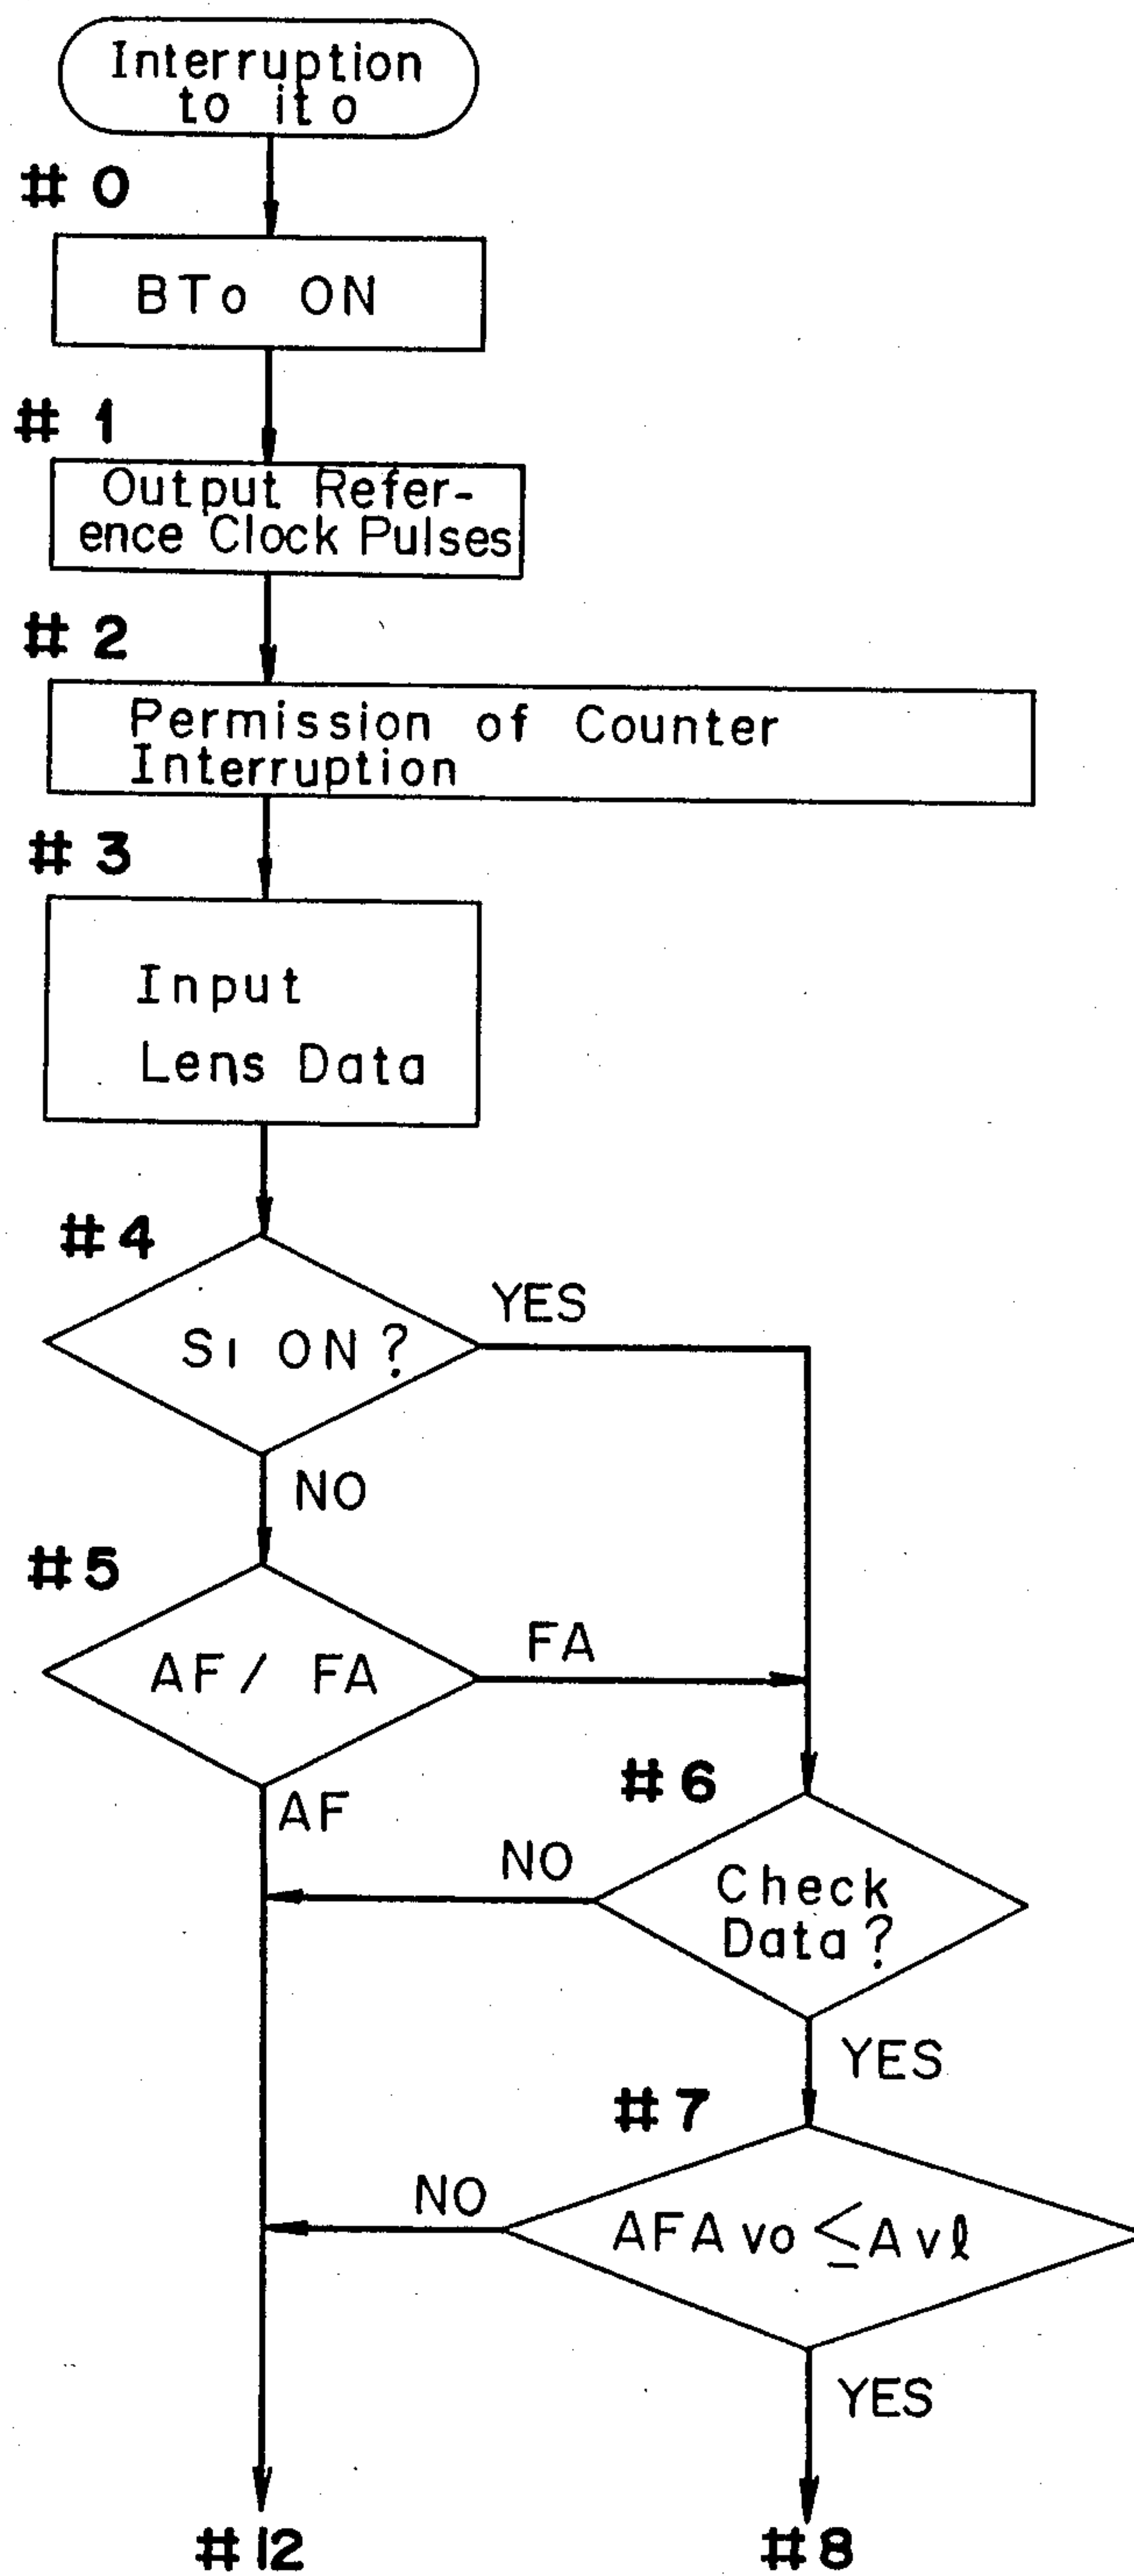 Interruption
to ito
# 0
BTo ON
# 1
Output Refer-
ence Clock Pulses
# 2
Permission of Counter
Interruption
# 3
Input
Lens Data
#4
S1 ON?
YES
NO
#5
AF / FA
FA
AF
#6
Check
Data?
NO
YES
#7
AFAvo ≤ Avℓ
NO
YES
#12
#8